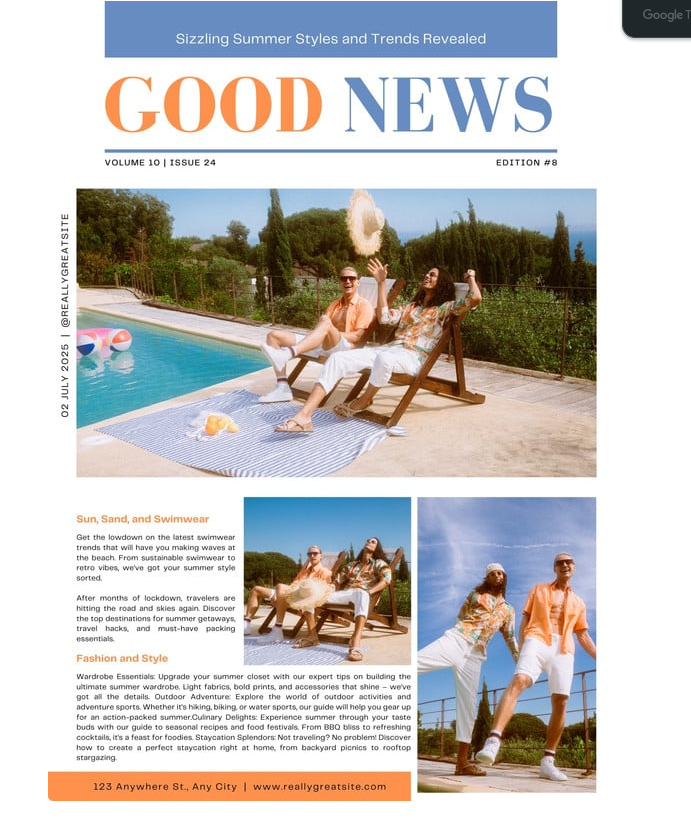 Google T
Sizzling Summer Styles and Trends Revealed
GOOD NEWS
VOLUME 10 | ISSUE 24
EDITION #8
02 JULY 2025 | @REALLYGREATSITE
Sun, Sand, and Swimwear
Get the lowdown on the latest swimwear
trends that will have you making waves at
the beach. From sustainable swimwear to
retro vibes, we've got your summer style
sorted.
After months of lockdown, travelers are
hitting the road and skies again. Discover
the top destinations for summer getaways,
travel hacks, and must-have packing
essentials.
Fashion and Style
Wardrobe Essentials: Upgrade your summer closet with our expert tips on building the
ultimate summer wardrobe. Light fabrics, bold prints, and accessories that shine – we've
got all the details. Outdoor Adventure: Explore the world of outdoor activities and
adventure sports. Whether it's hiking, biking, or water sports, our guide will help you gear up
for an action-packed summer.Culinary Delights: Experience summer through your taste
buds with our guide to seasonal recipes and food festivals. From BBQ bliss to refreshing
cocktails, it's a feast for foodies. Staycation Splendors: Not traveling? No problem! Discover
how to create a perfect staycation right at home, from backyard picnics to rooftop
stargazing.
123 Anywhere St., Any City | www.reallygreatsite.com